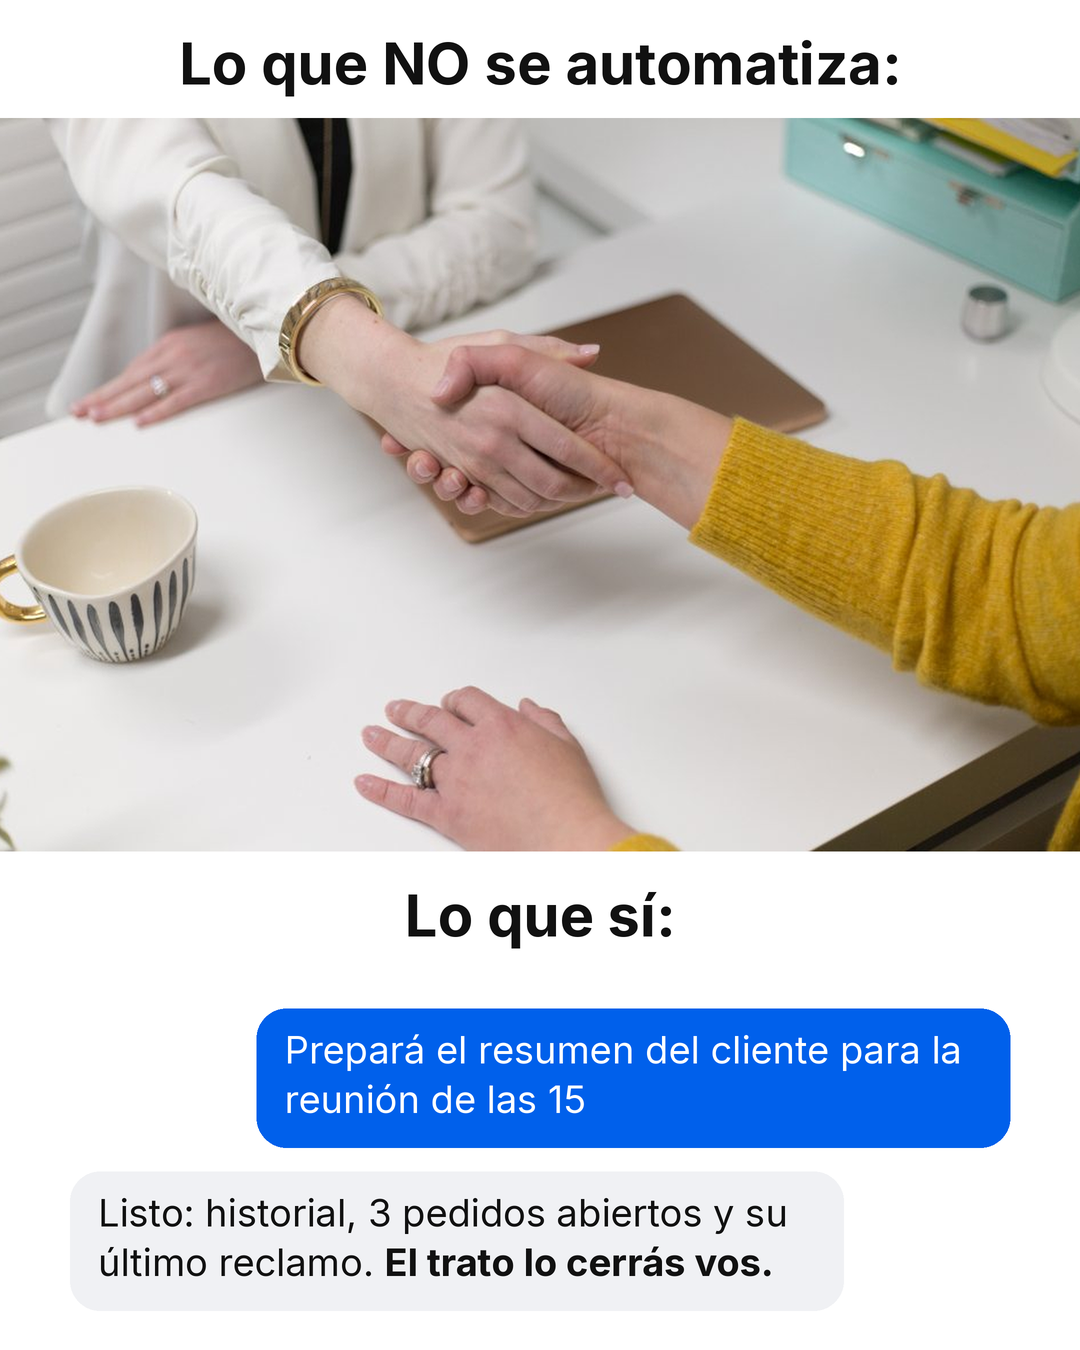 Lo que NO se automatiza:
Lo que sí:
Prepará el resumen del cliente para la
reunión de las 15
Listo: historial, 3 pedidos abiertos y su
último reclamo. El trato lo cerrás vos.